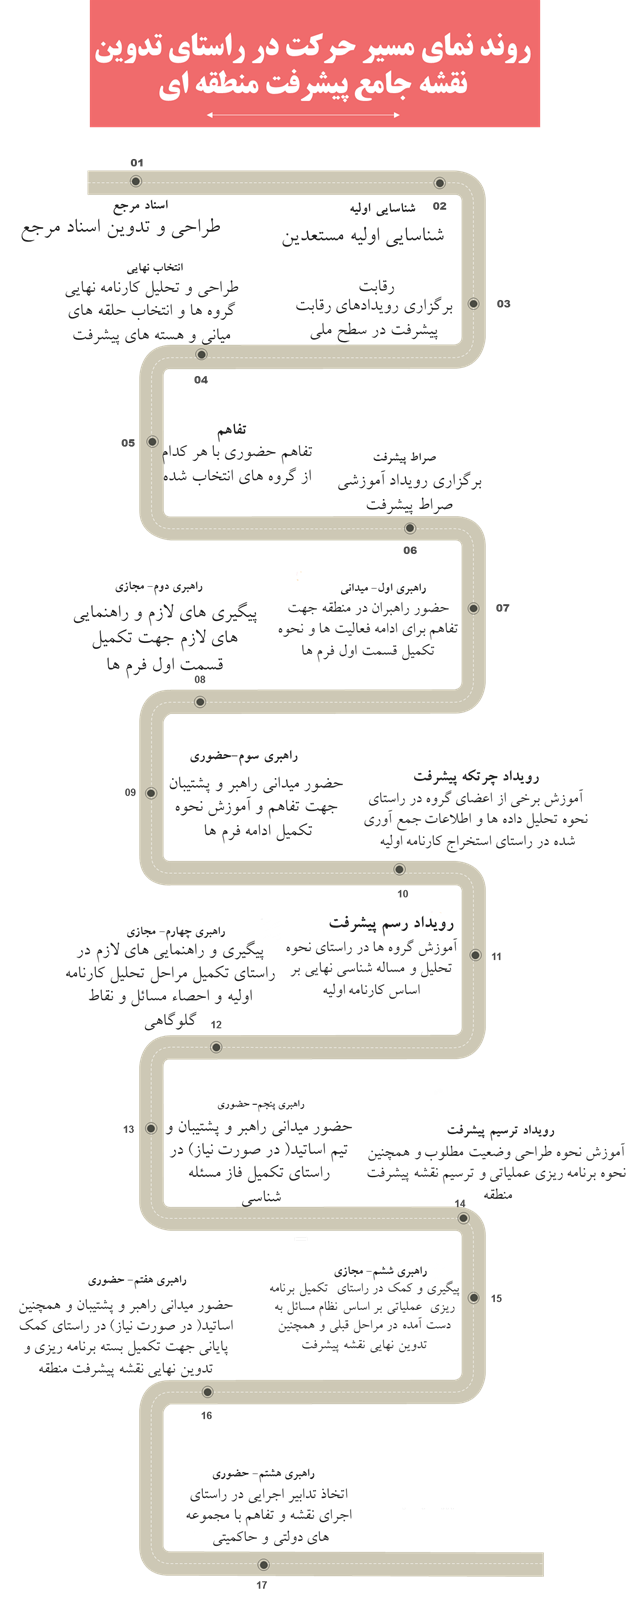 روند نمای مسیر حرکت در راستای تدوین
نقشه جامع پیشرفت منطقه ای
01
اسناد مرجع
طراحی و تدوین اسناد مرجع
02
شناسایی اولیه
شناسایی اولیه مستعدین
03
رقابت
برگزاری رویدادهای رقابت
پیشرفت در سطح ملی
انتخاب نهایی
طراحی و تحلیل کارنامه نهایی
گروه ها و انتخاب حلقه های
میانی و هسته های پیشرفت
04
05
تفاهم
تفاهم حضوری با هر کدام
از گروه های انتخاب شده
صراط پیشرفت
برگزاری رویداد آموزشی
صراط پیشرفت
06
07
راهبری اول- میدانی
حضور راهبران در منطقه جهت
تفاهم برای ادامه فعالیت ها و نحوه
تکمیل قسمت اول فرم ها
راهبری دوم- مجازی
پیگیری های لازم و راهنمایی
های لازم جهت تکمیل
قسمت اول فرم ها
08
09
راهبری سوم-حضوری
حضور میدانی راهبر و پشتیبان
جهت تفاهم و آموزش نحوه
تکمیل ادامه فرم ها
رویداد چرتکه پیشرفت
آموزش برخی از اعضای گروه در راستای
نحوه تحلیل داده ها و اطلاعات جمع آوری
شده در راستای استخراج کارنامه اولیه
10
11
رویداد رسم پیشرفت
آموزش گروه ها در راستای نحوه
تحلیل و مساله شناسی نهایی بر
اساس کارنامه اولیه
راهبری چهارم- مجازی
پیگیری و راهنمایی های لازم در
راستای تکمیل مراحل تحلیل کارنامه
اولیه و احصاء مسائل و نقاط
گلوگاهی
12
13
راهبری پنجم- حضوری
حضور میدانی راهبر و پشتیبان و
تیم اساتید( در صورت نیاز) در
راستای تکمیل فاز مسئله
شناسی
رویداد ترسیم پیشرفت
آموزش نحوه طراحی وضعیت مطلوب و همچنین
نحوه برنامه ریزی عملیاتی و ترسیم نقشه پیشرفت
منطقه
14
15
راهبری ششم- مجازی
پیگیری و کمک در راستای تکمیل برنامه
ریزی عملیاتی بر اساس نظام مسائل به
دست آمده در مراحل قبلی و همچنین
تدوین نهایی نقشه پیشرفت
راهبری هفتم- حضوری
حضور میدانی راهبر و پشتیبان و همچنین
اساتید( در صورت نیاز) در راستای کمک
پایانی جهت تکمیل بسته برنامه ریزی و
تدوین نهایی نقشه پیشرفت منطقه
16
راهبری هشتم- حضوری
اتخاذ تدابیر اجرایی در راستای
اجرای نقشه و تفاهم با مجموعه
های دولتی و حاکمیتی
17